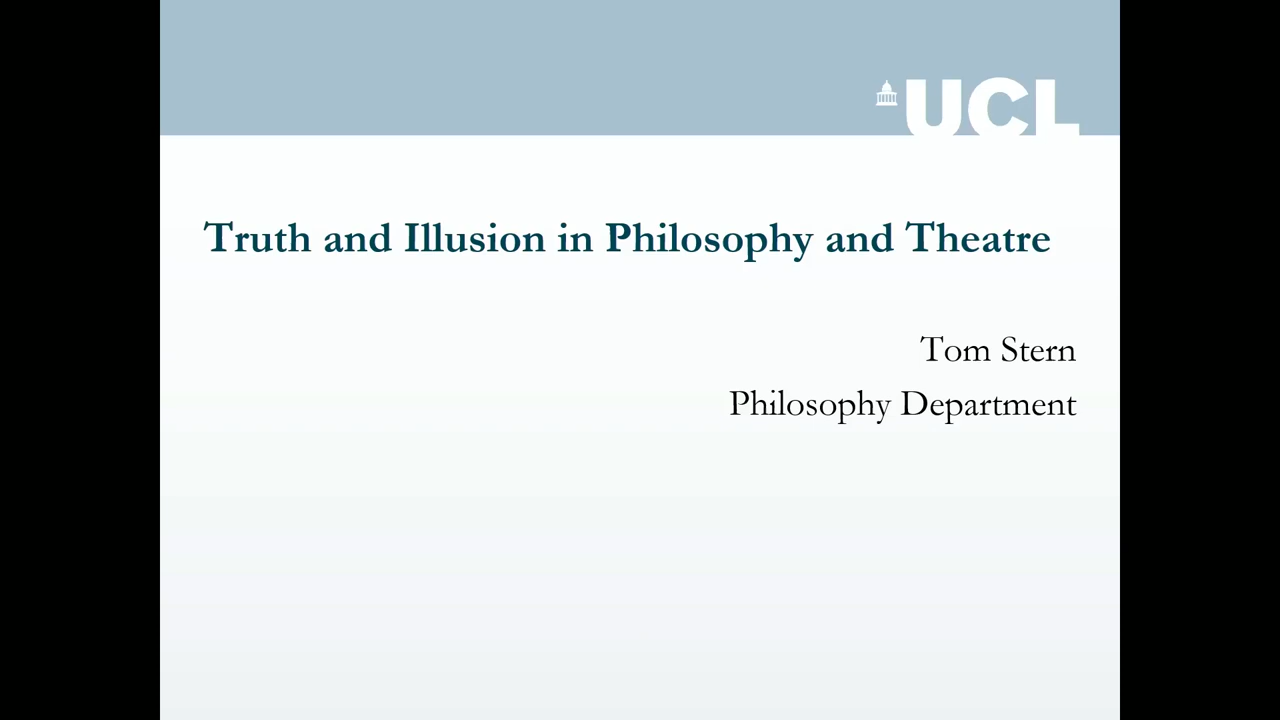 UCL
Truth and Illusion in Philosophy and Theatre
Tom Stern
Philosophy Department